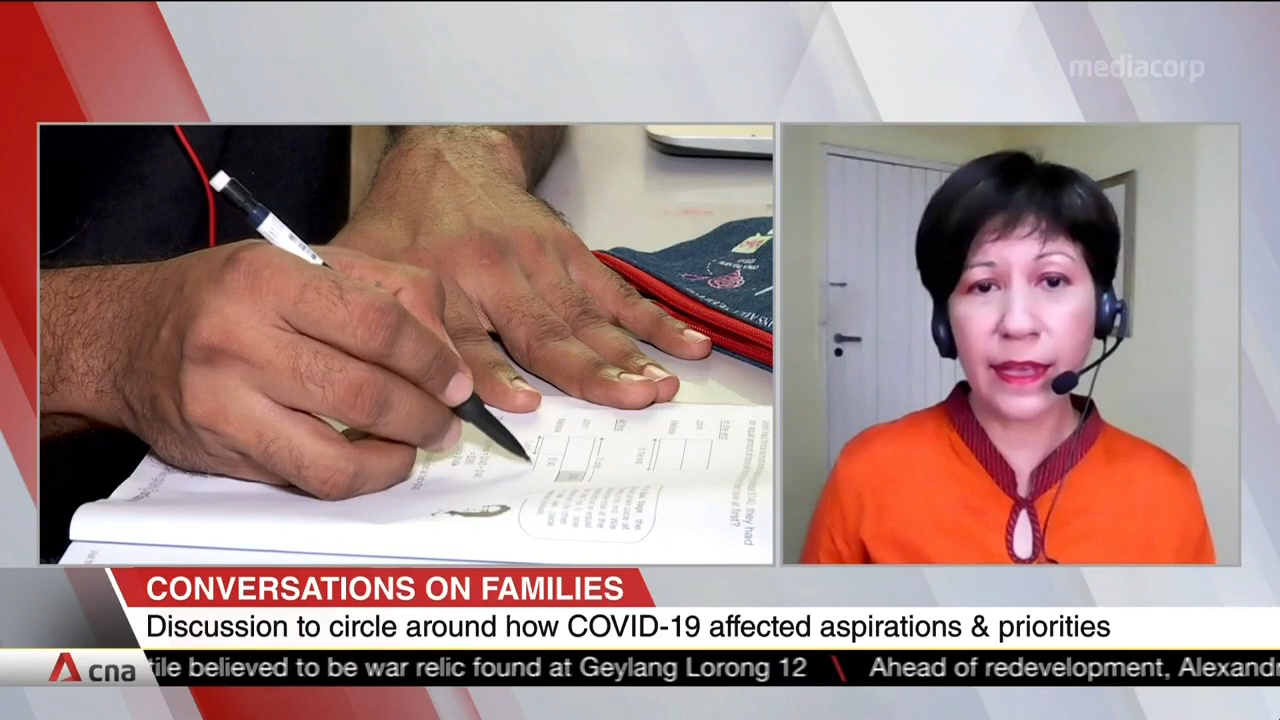 mediacorp
CONVERSATIONS ON FAMILIES
Discussion to circle around how COVID-19 affected aspirations & priorities
cna
tile believed to be war relic found at Geylang Lorong 12 \ Ahead of redevelopment, Alexandr